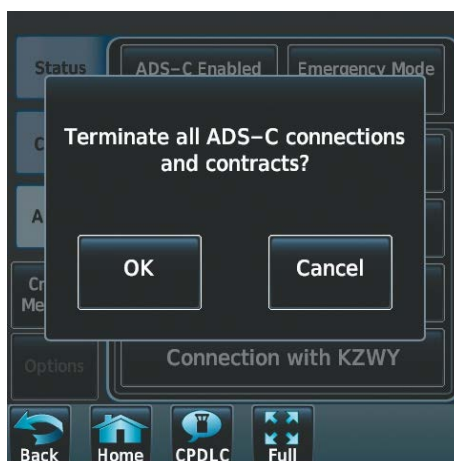 Status
ADS-C Enabled
Emergency Mode
Terminate all ADS-C connections
and contracts?
OK
Cancel
Connection with KZWY
Options
Back
Home
CPDLC
Full